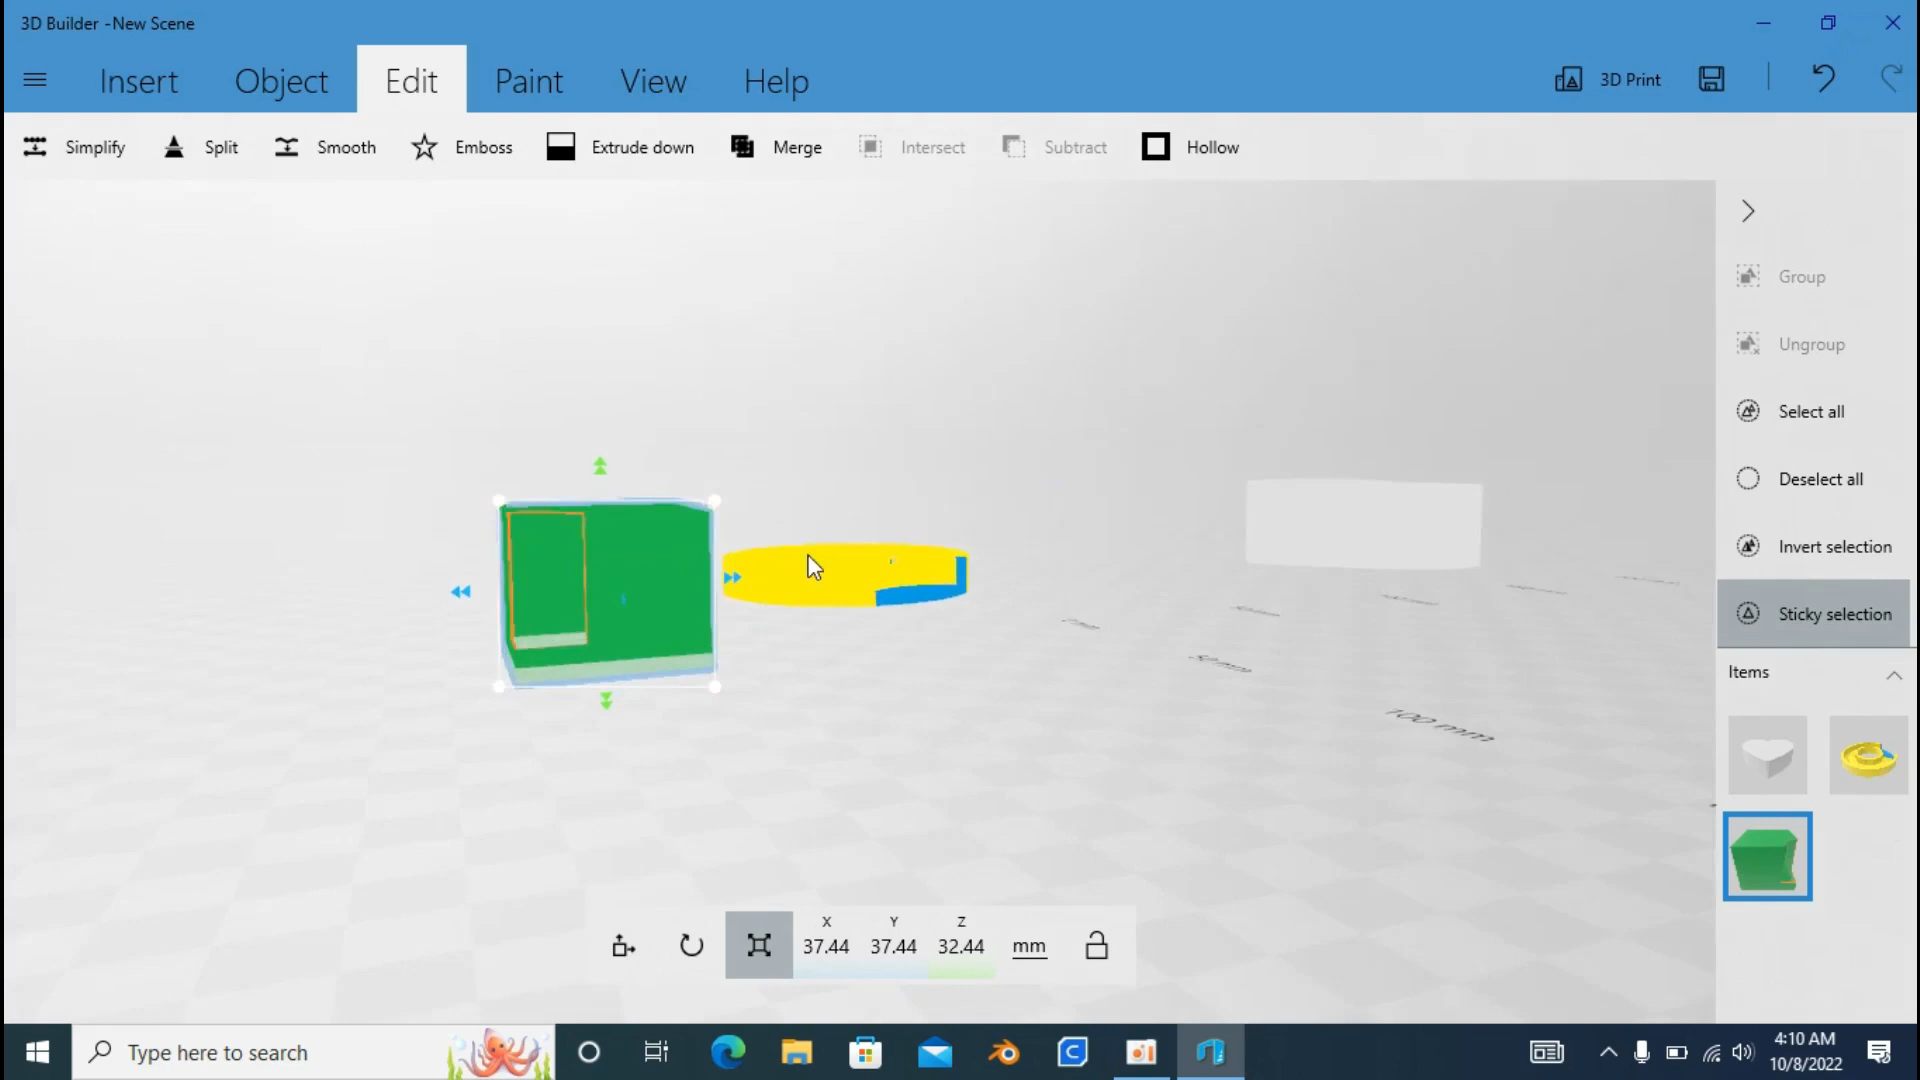 3D Builder -New Scene
Insert
Object
Edit
Paint
View
Help
3D Print
Simplify
Split
Smooth
Emboss
Extrude down
Merge
Intersect
Subtract
Hollow
Group
Ungroup
Select all
Deselect all
Invert selection
Sticky selection
Items
100 mm
X
Y
Z
37.44
37.44
32.44
mm
Type here to search
4:10 AM
10/8/2022